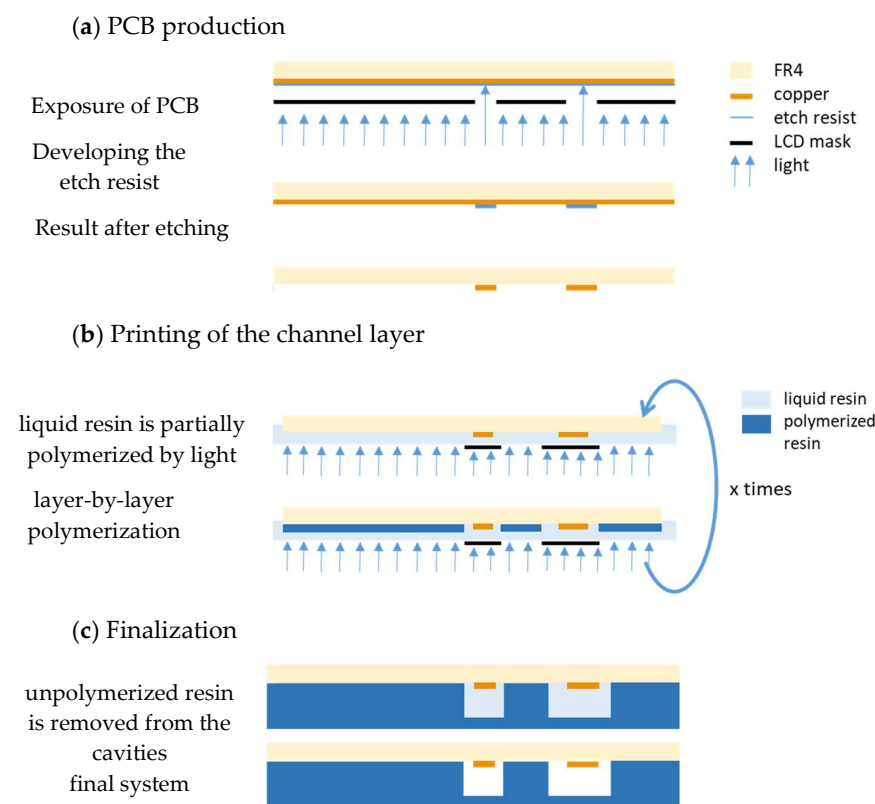 (a) PCB production
Exposure of PCB
Developing the
etch resist
Result after etching
FR4
copper
etch resist
LCD mask
light
(b) Printing of the channel layer
liquid resin is partially
polymerized by light
layer-by-layer
polymerization
liquid resin
polymerized
resin
x times
(c) Finalization
unpolymerized resin
is removed from the
cavities
final system